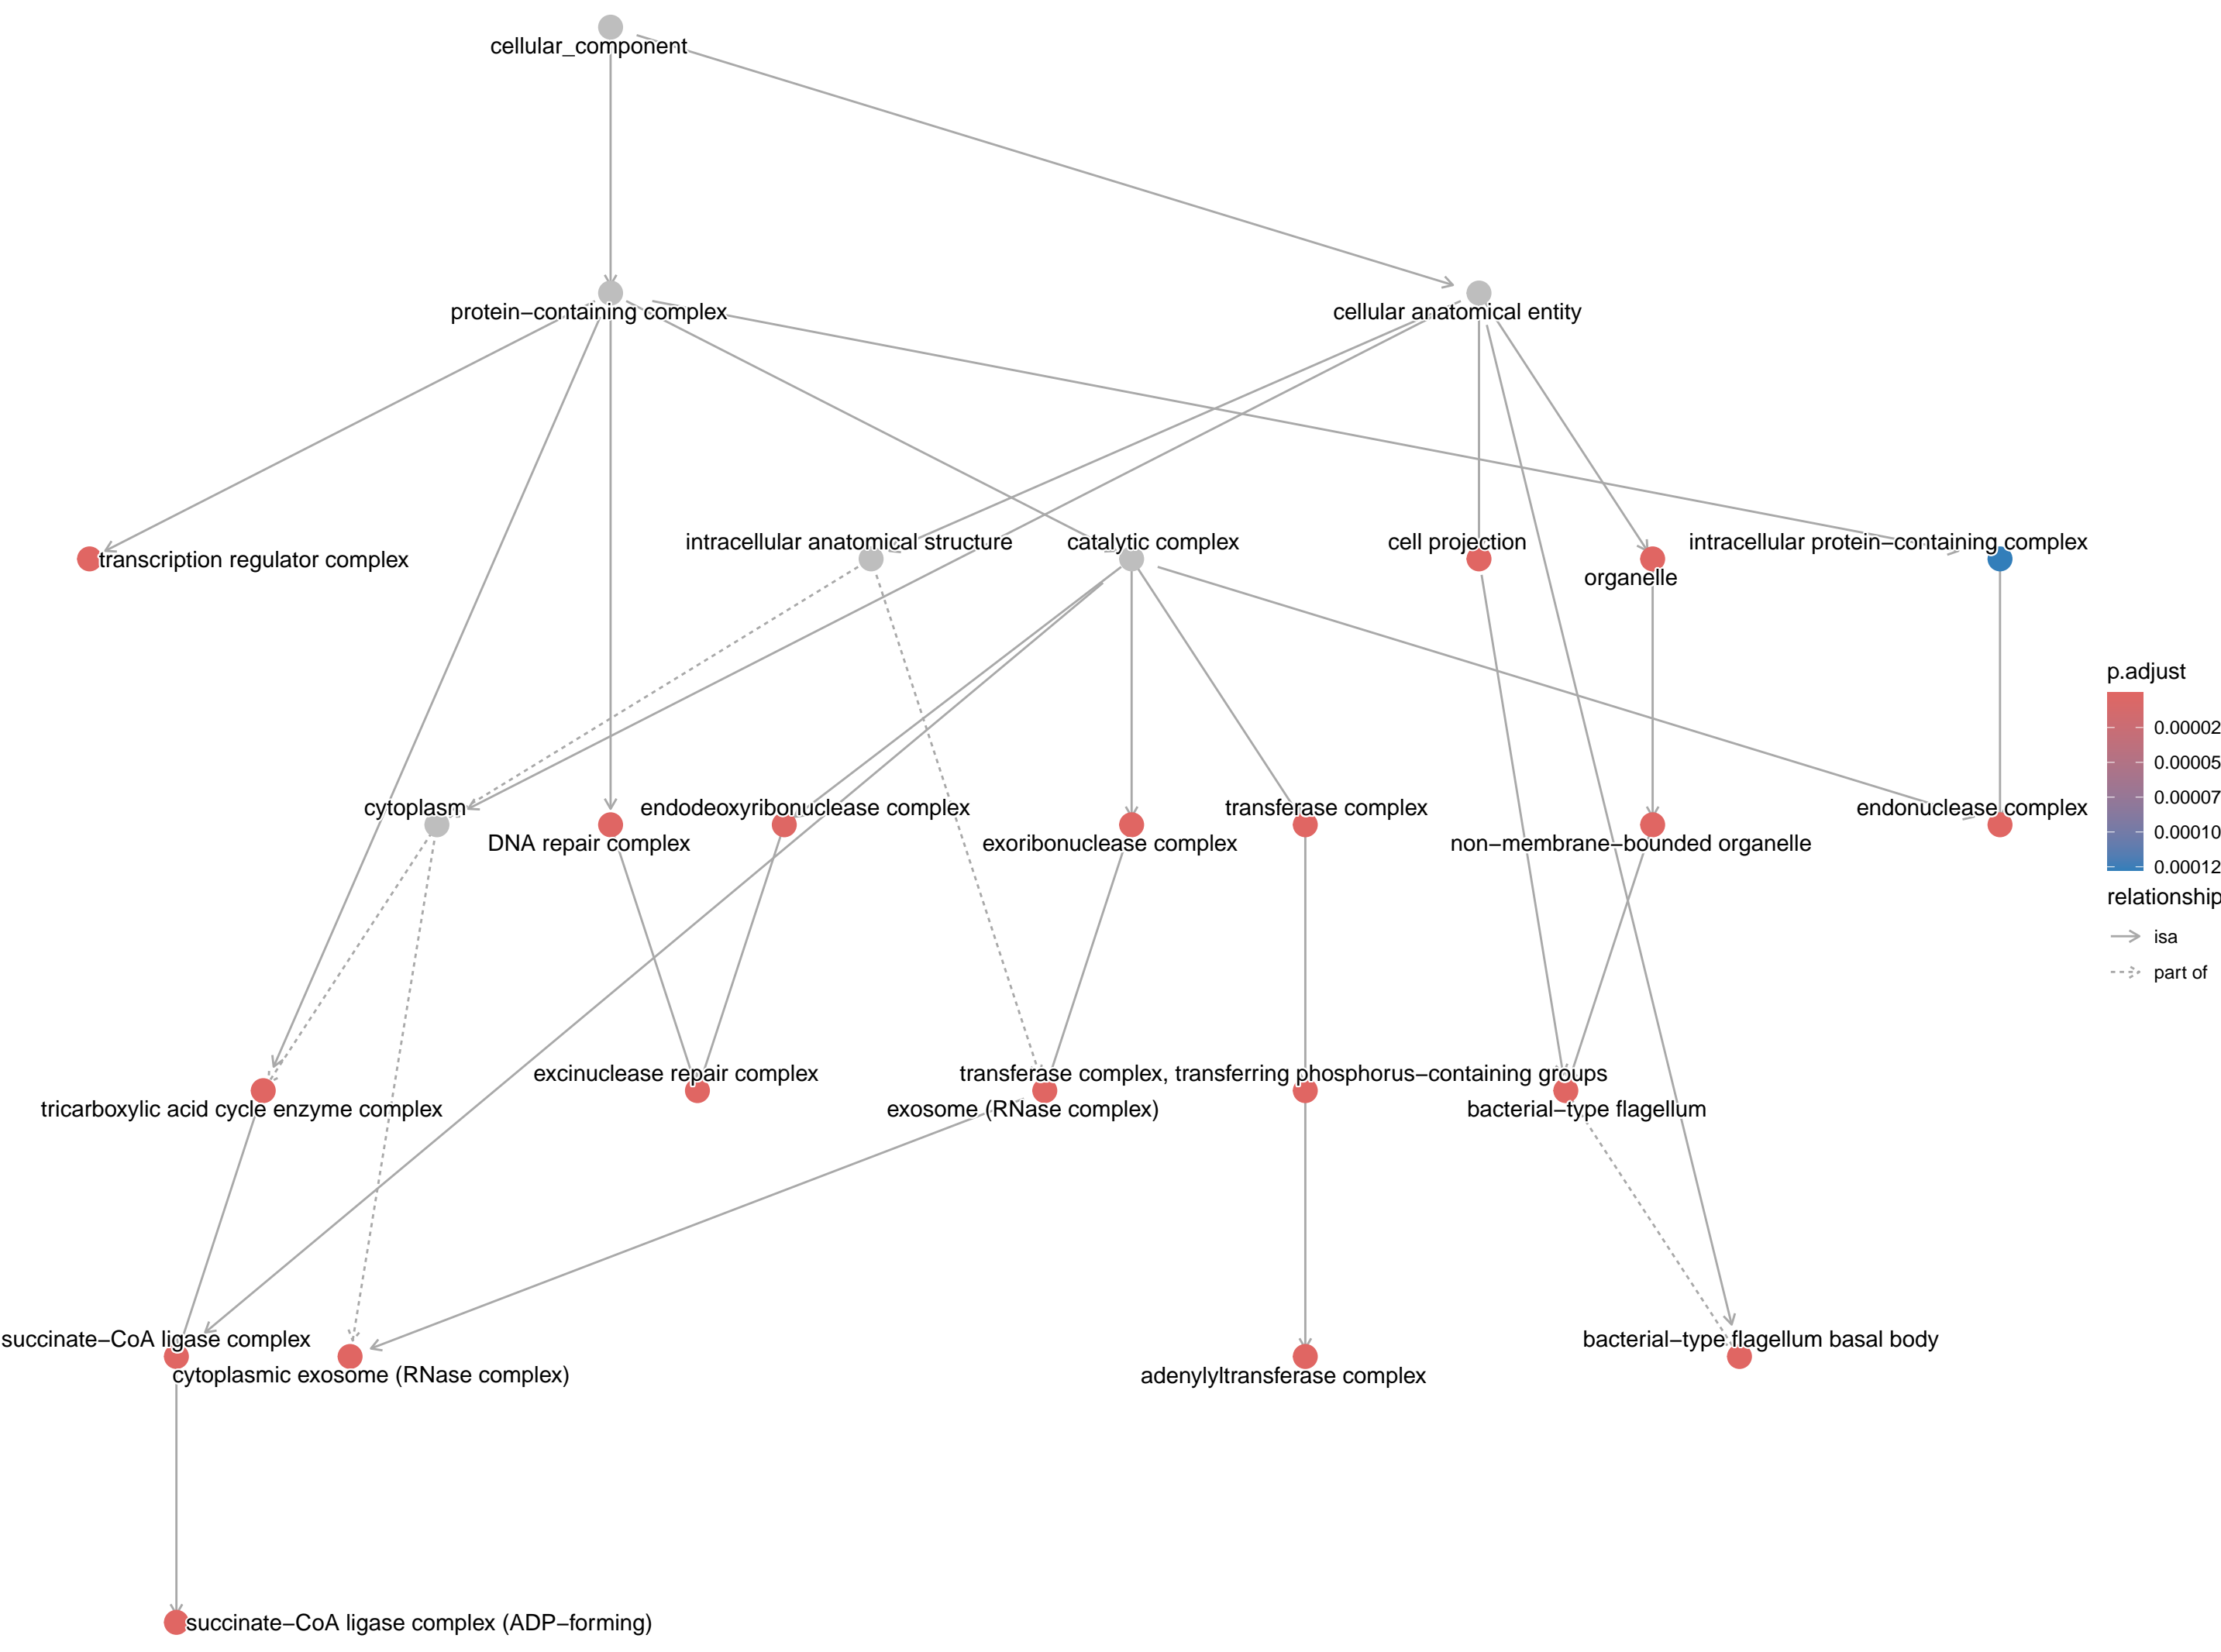 cellular_component
protein−containing complex
cellular anatomical entity
intracellular anatomical structure
catalytic complex
cell projection
intracellular protein−containing complex
transcription regulator complex
organelle
p.adjust
0.00002
0.00005
0.00007
0.00010
0.00012
relationship
isa
part of
cytoplasm
endodeoxyribonuclease complex
transferase complex
endonuclease complex
DNA repair complex
exoribonuclease complex
non−membrane−bounded organelle
excinuclease repair complex
transferase complex, transferring phosphorus−containing groups
tricarboxylic acid cycle enzyme complex
exosome (RNase complex)
bacterial−type flagellum
succinate−CoA ligase complex
bacterial−type flagellum basal body
cytoplasmic exosome (RNase complex)
adenylyltransferase complex
succinate−CoA ligase complex (ADP−forming)